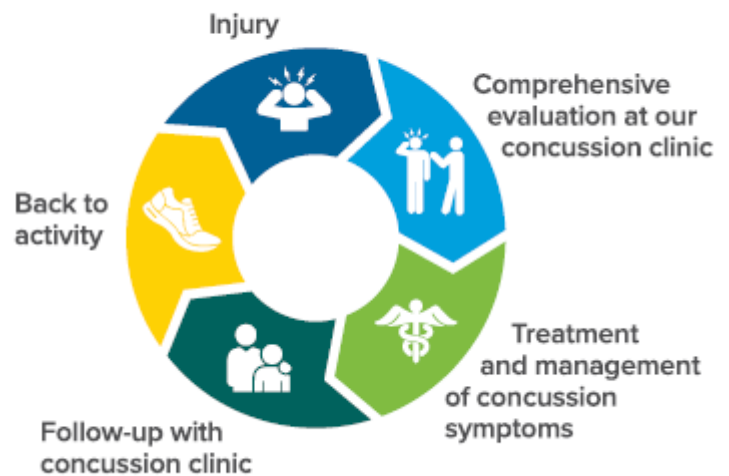 Injury
Comprehensive
evaluation at our
concussion clinic
Treatment
and management
of concussion
symptoms
Follow-up with
concussion clinic
Back to
activity